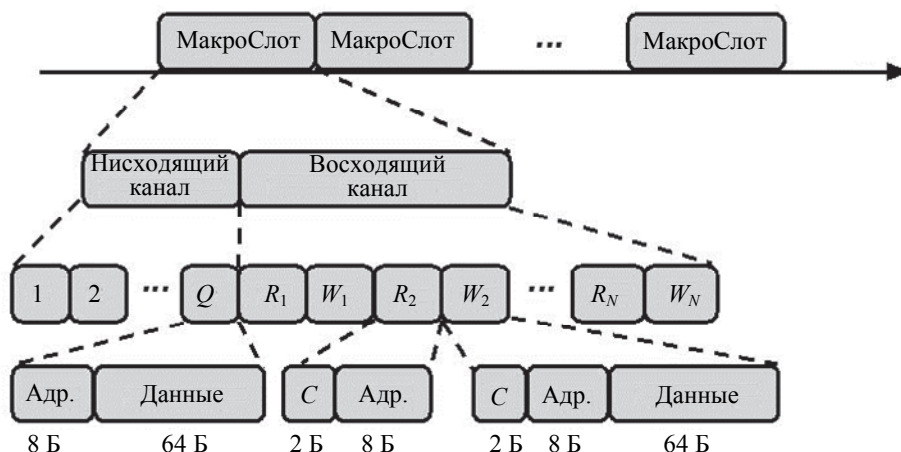 МакроСлот МакроСлот ... МакроСлот
Нисходящий канал Восходящий канал
1 2 ... Q R1 W1 R2 W2 ... RN WN
Адр. Данные C Адр. C Адр. Данные
8 Б 64 Б 2 Б 8 Б 2 Б 8 Б 64 Б